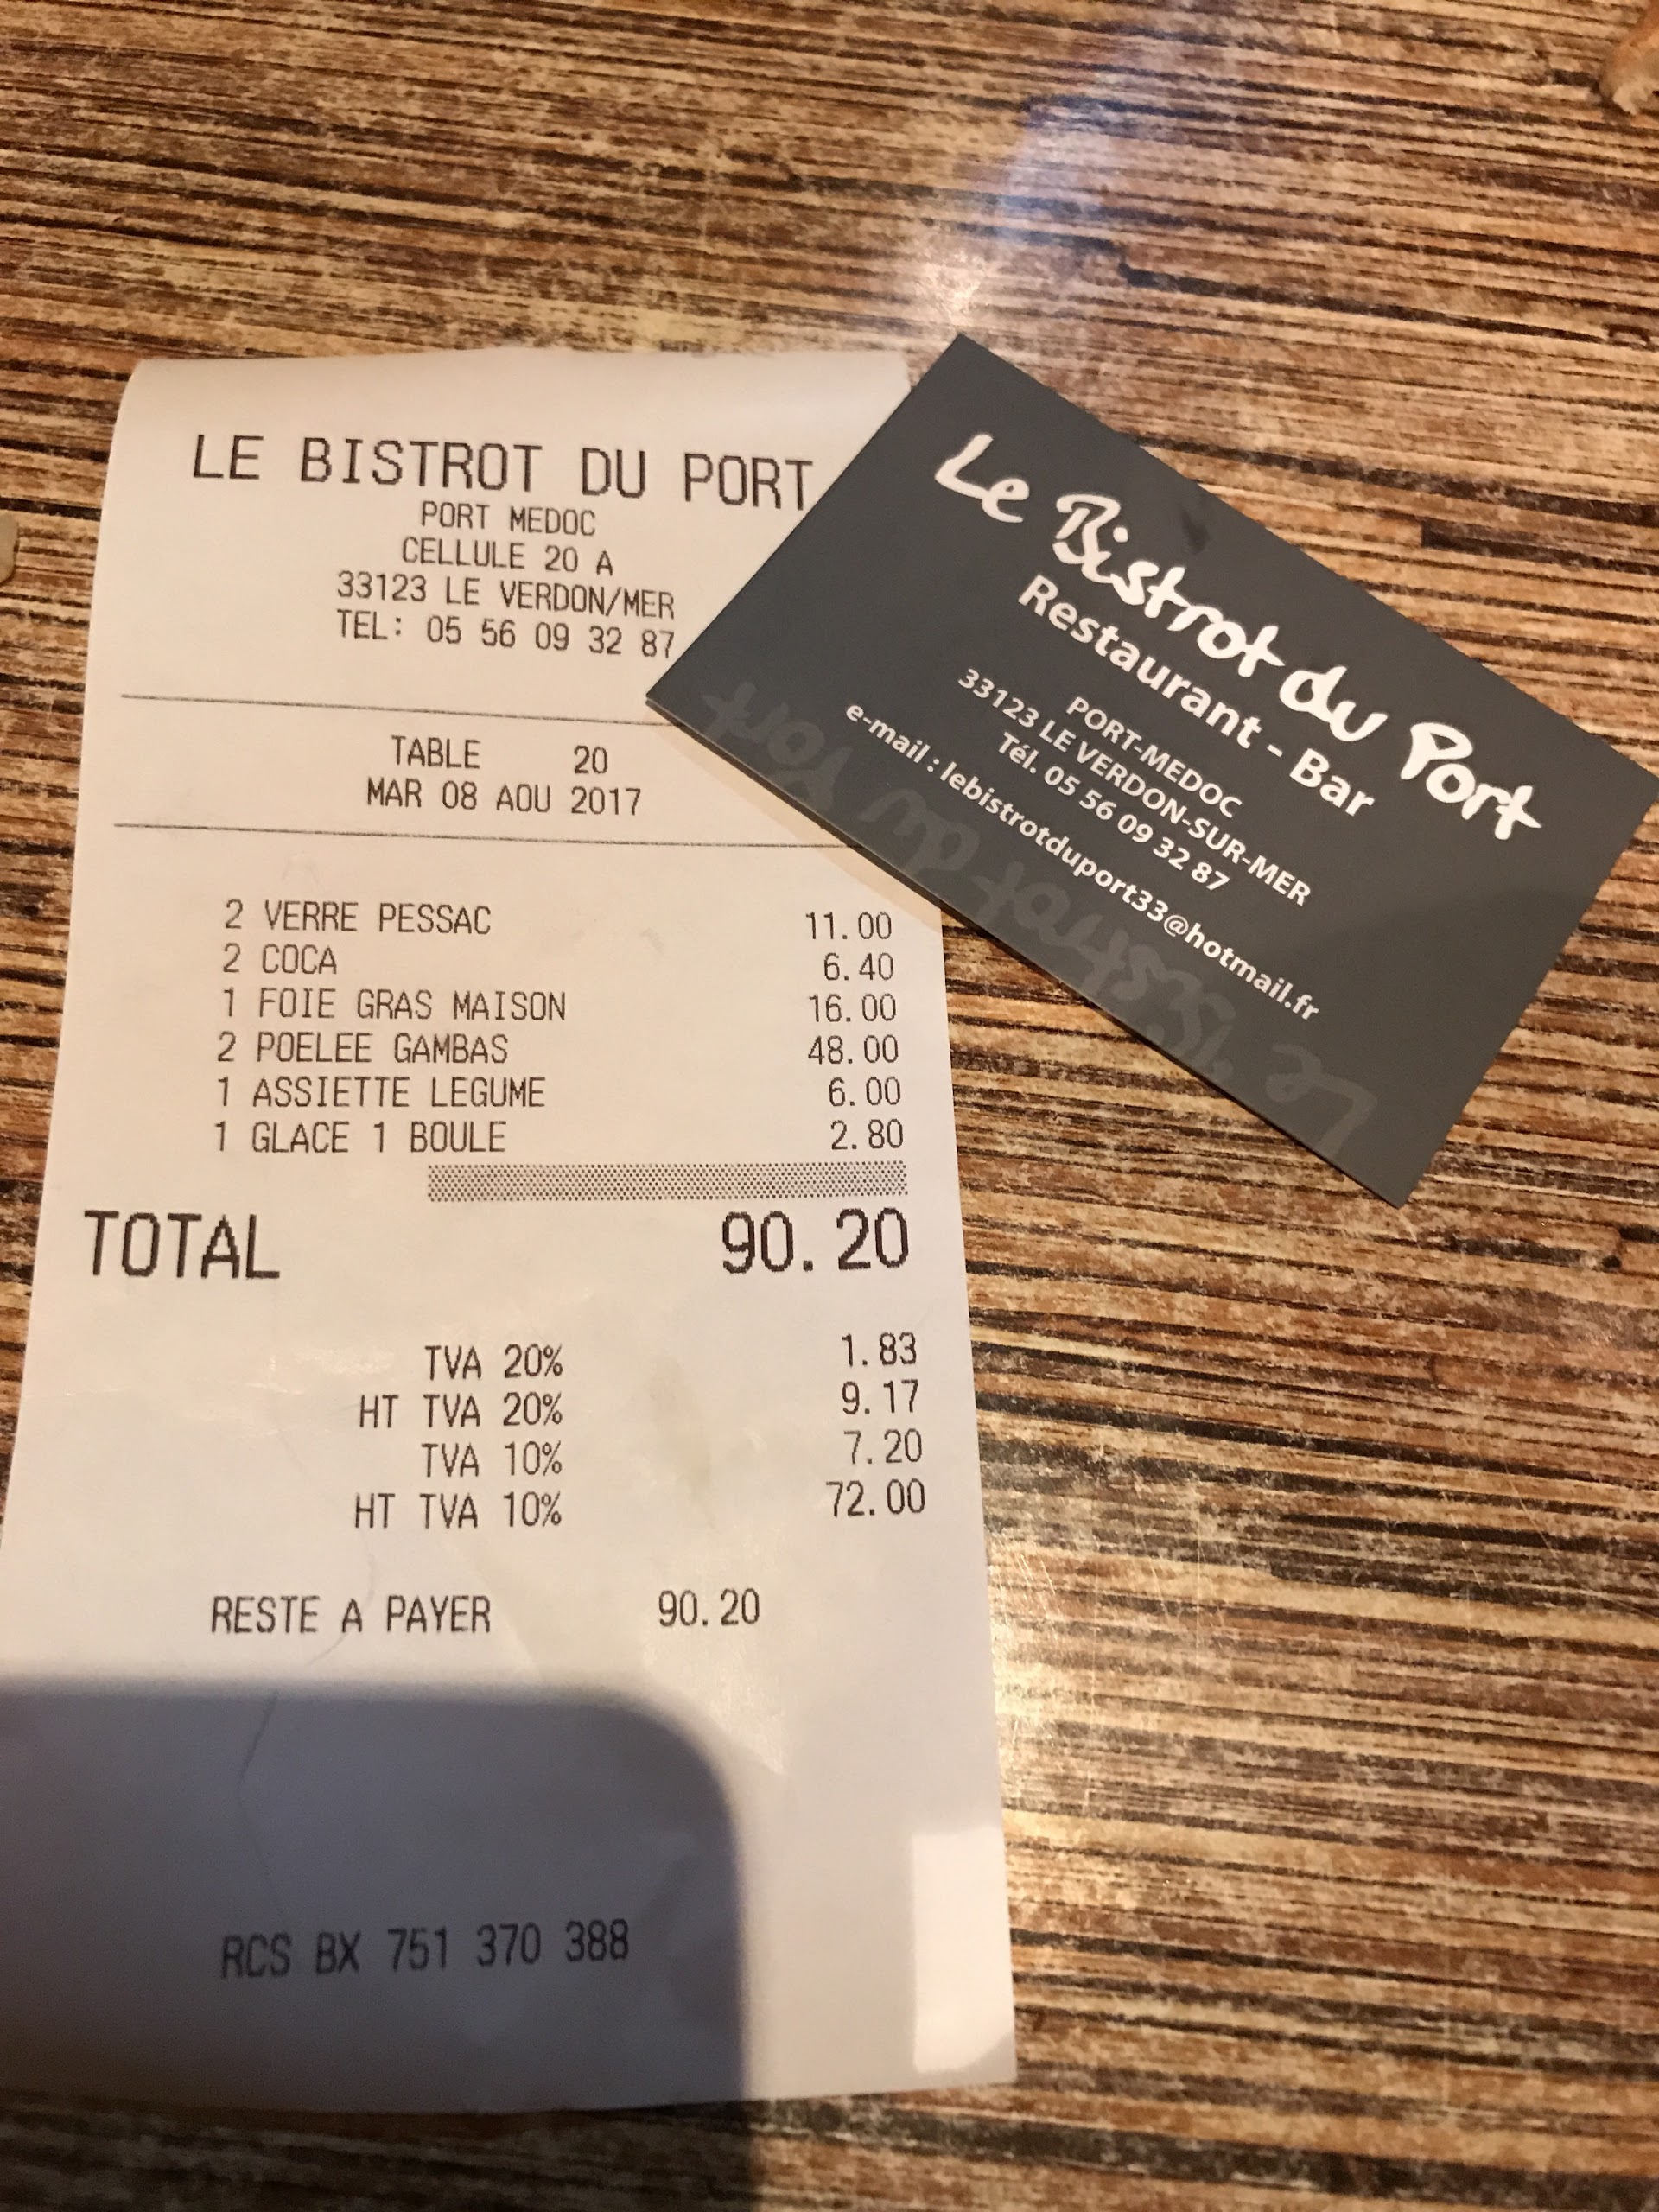 LE BISTROT DU PORT
PORT MEDOC
CELLULE 20 A
33123 LE VERDON/MER
TEL: 05 56 09 32 87
TABLE 20
MAR 08 AOU 2017
2 VERRE PESSAC 11.00
2 COCA 6.40
1 FOIE GRAS MAISON 16.00
2 POELEE GAMBAS 48.00
1 ASSIETTE LEGUME 6.00
1 GLACE 1 BOULE 2.80
TOTAL 90.20
TVA 20% 1.83
HT TVA 20% 9.17
TVA 10% 7.20
HT TVA 10% 72.00
RESTE A PAYER 90.20
RCS BX 751 370 388
Le Bistrot du Port
Restaurant - Bar
PORT-MEDOC
33123 LE VERDON-SUR-MER
Tél. 05 56 09 32 87
e-mail : lebistrotduport33@hotmail.fr
Le Bistrot du Port